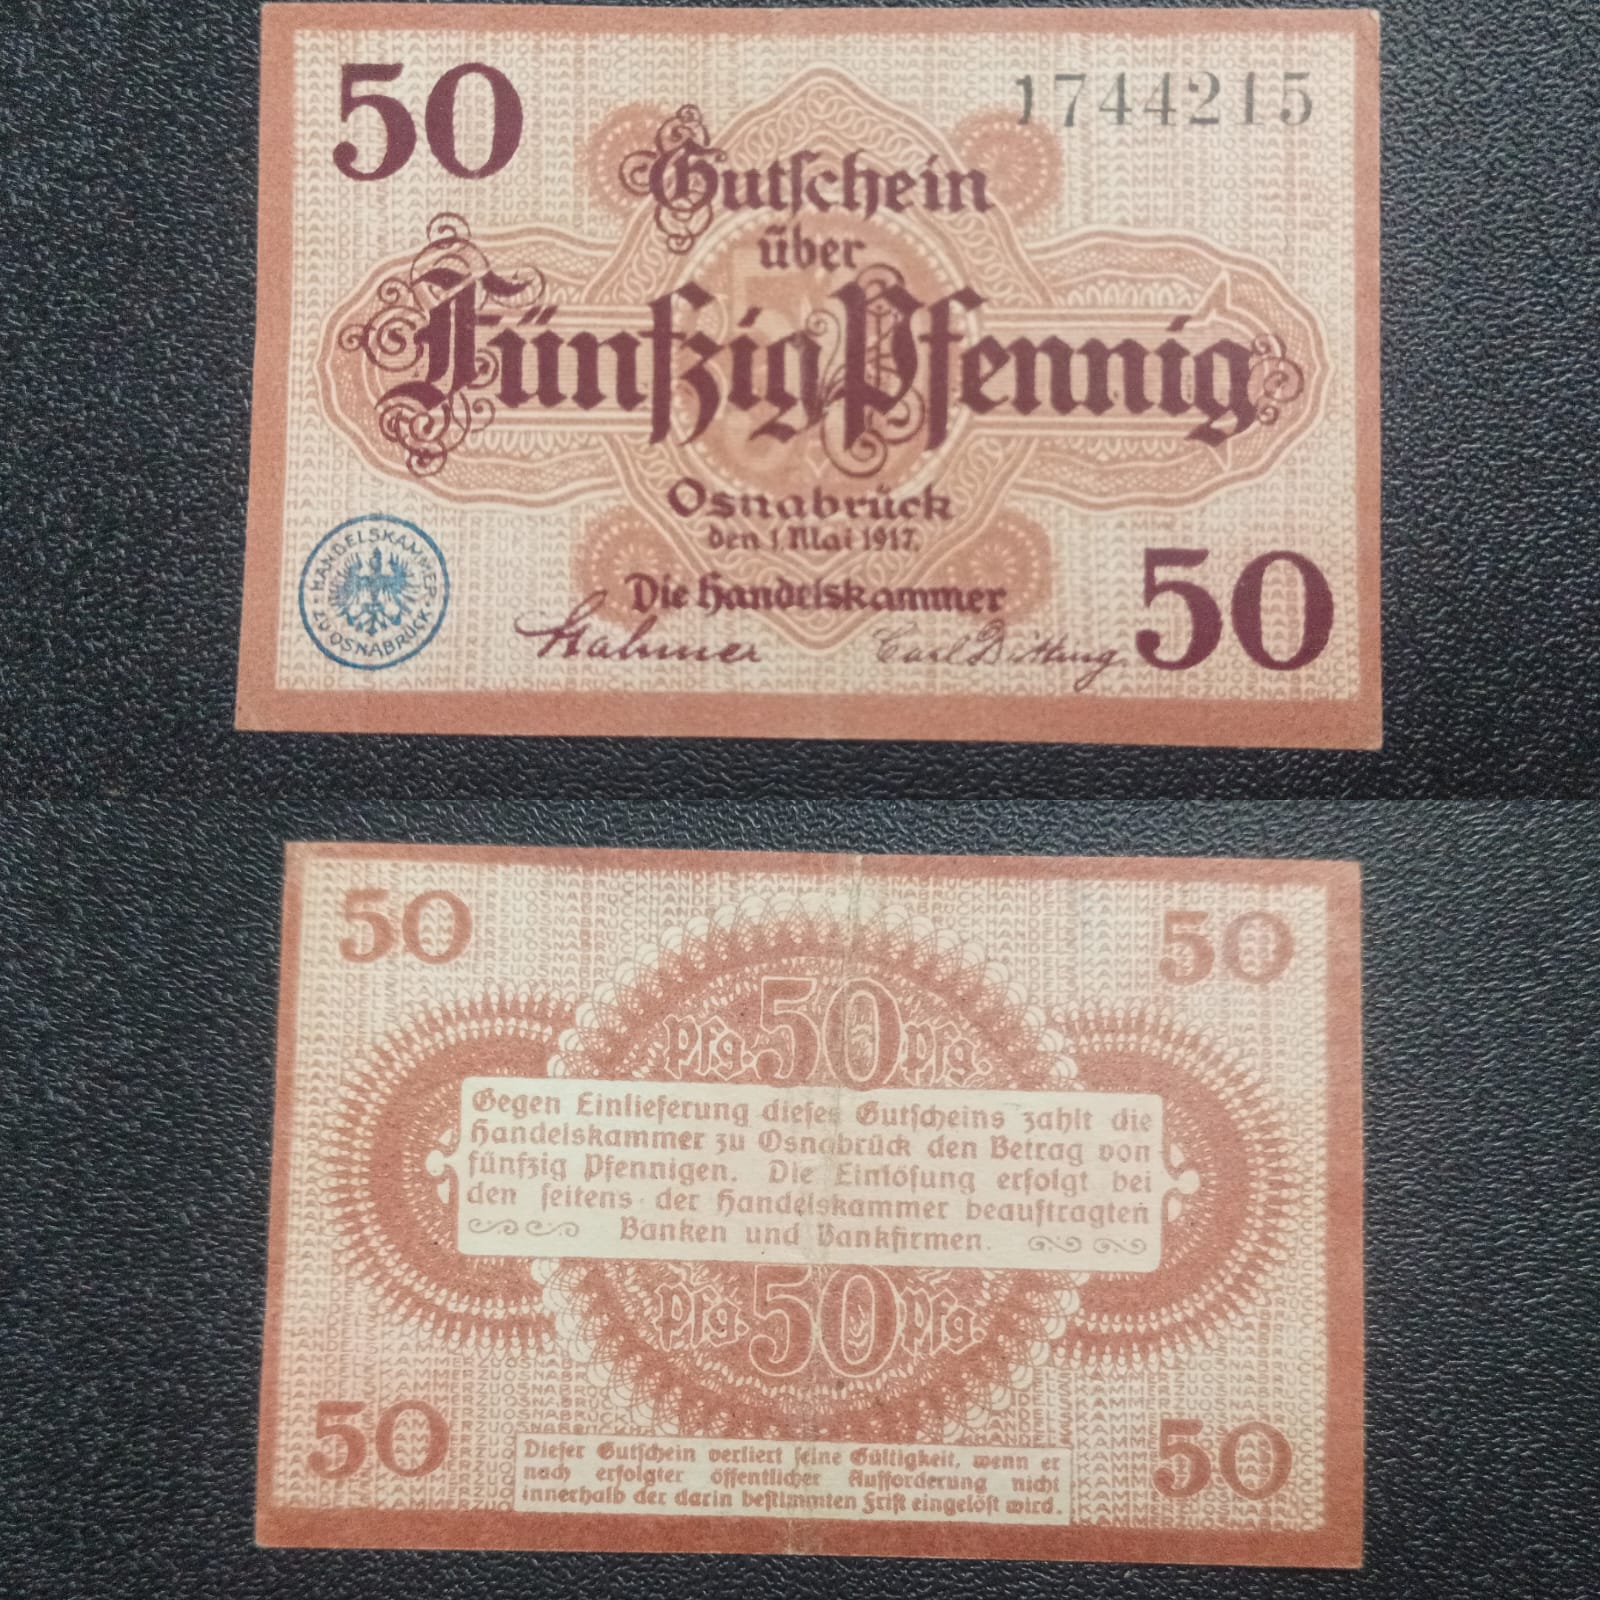 50
1744215
Gutſchein
über
Fünfzig Pfennig
Osnabrück
den 1. Mai 1917.
Die Handelskammer
Carl
50
HANDELSKAMMER
ZU OSNABRÜCK
50
50
Pfg. 50 Pfg.
Gegen Einlieferung dieſes Gutſcheins zahlt die
Handelskammer zu Osnabrück den Betrag von
fünfzig Pfennigen. Die Einlöſung erfolgt bei
den ſeitens der Handelskammer beauftragten
Banken und Bankfirmen.
Pfg. 50 Pfg.
50
50
Dieſer Gutſchein verliert ſeine Gültigkeit, wenn er
nach erfolgter öffentlicher Aufforderung nicht
innerhalb der darin beſtimmten Friſt eingelöſt wird.